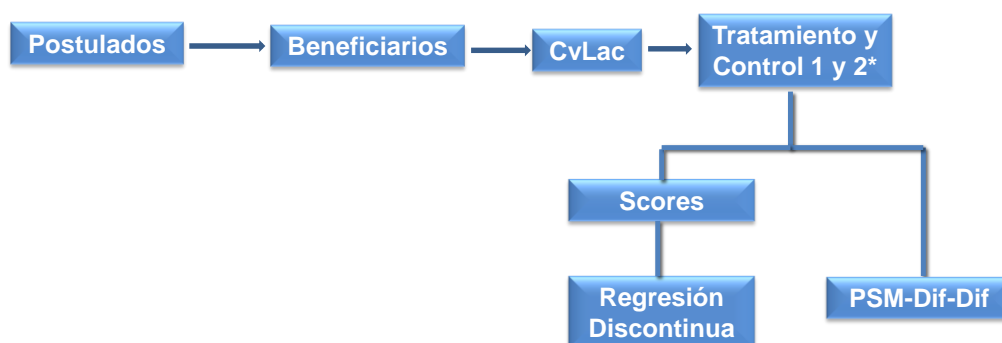 Postulados
Beneficiarios
CvLac
Tratamiento y
Control 1 y 2*
Scores
Regresión
Discontinua
PSM-Dif-Dif